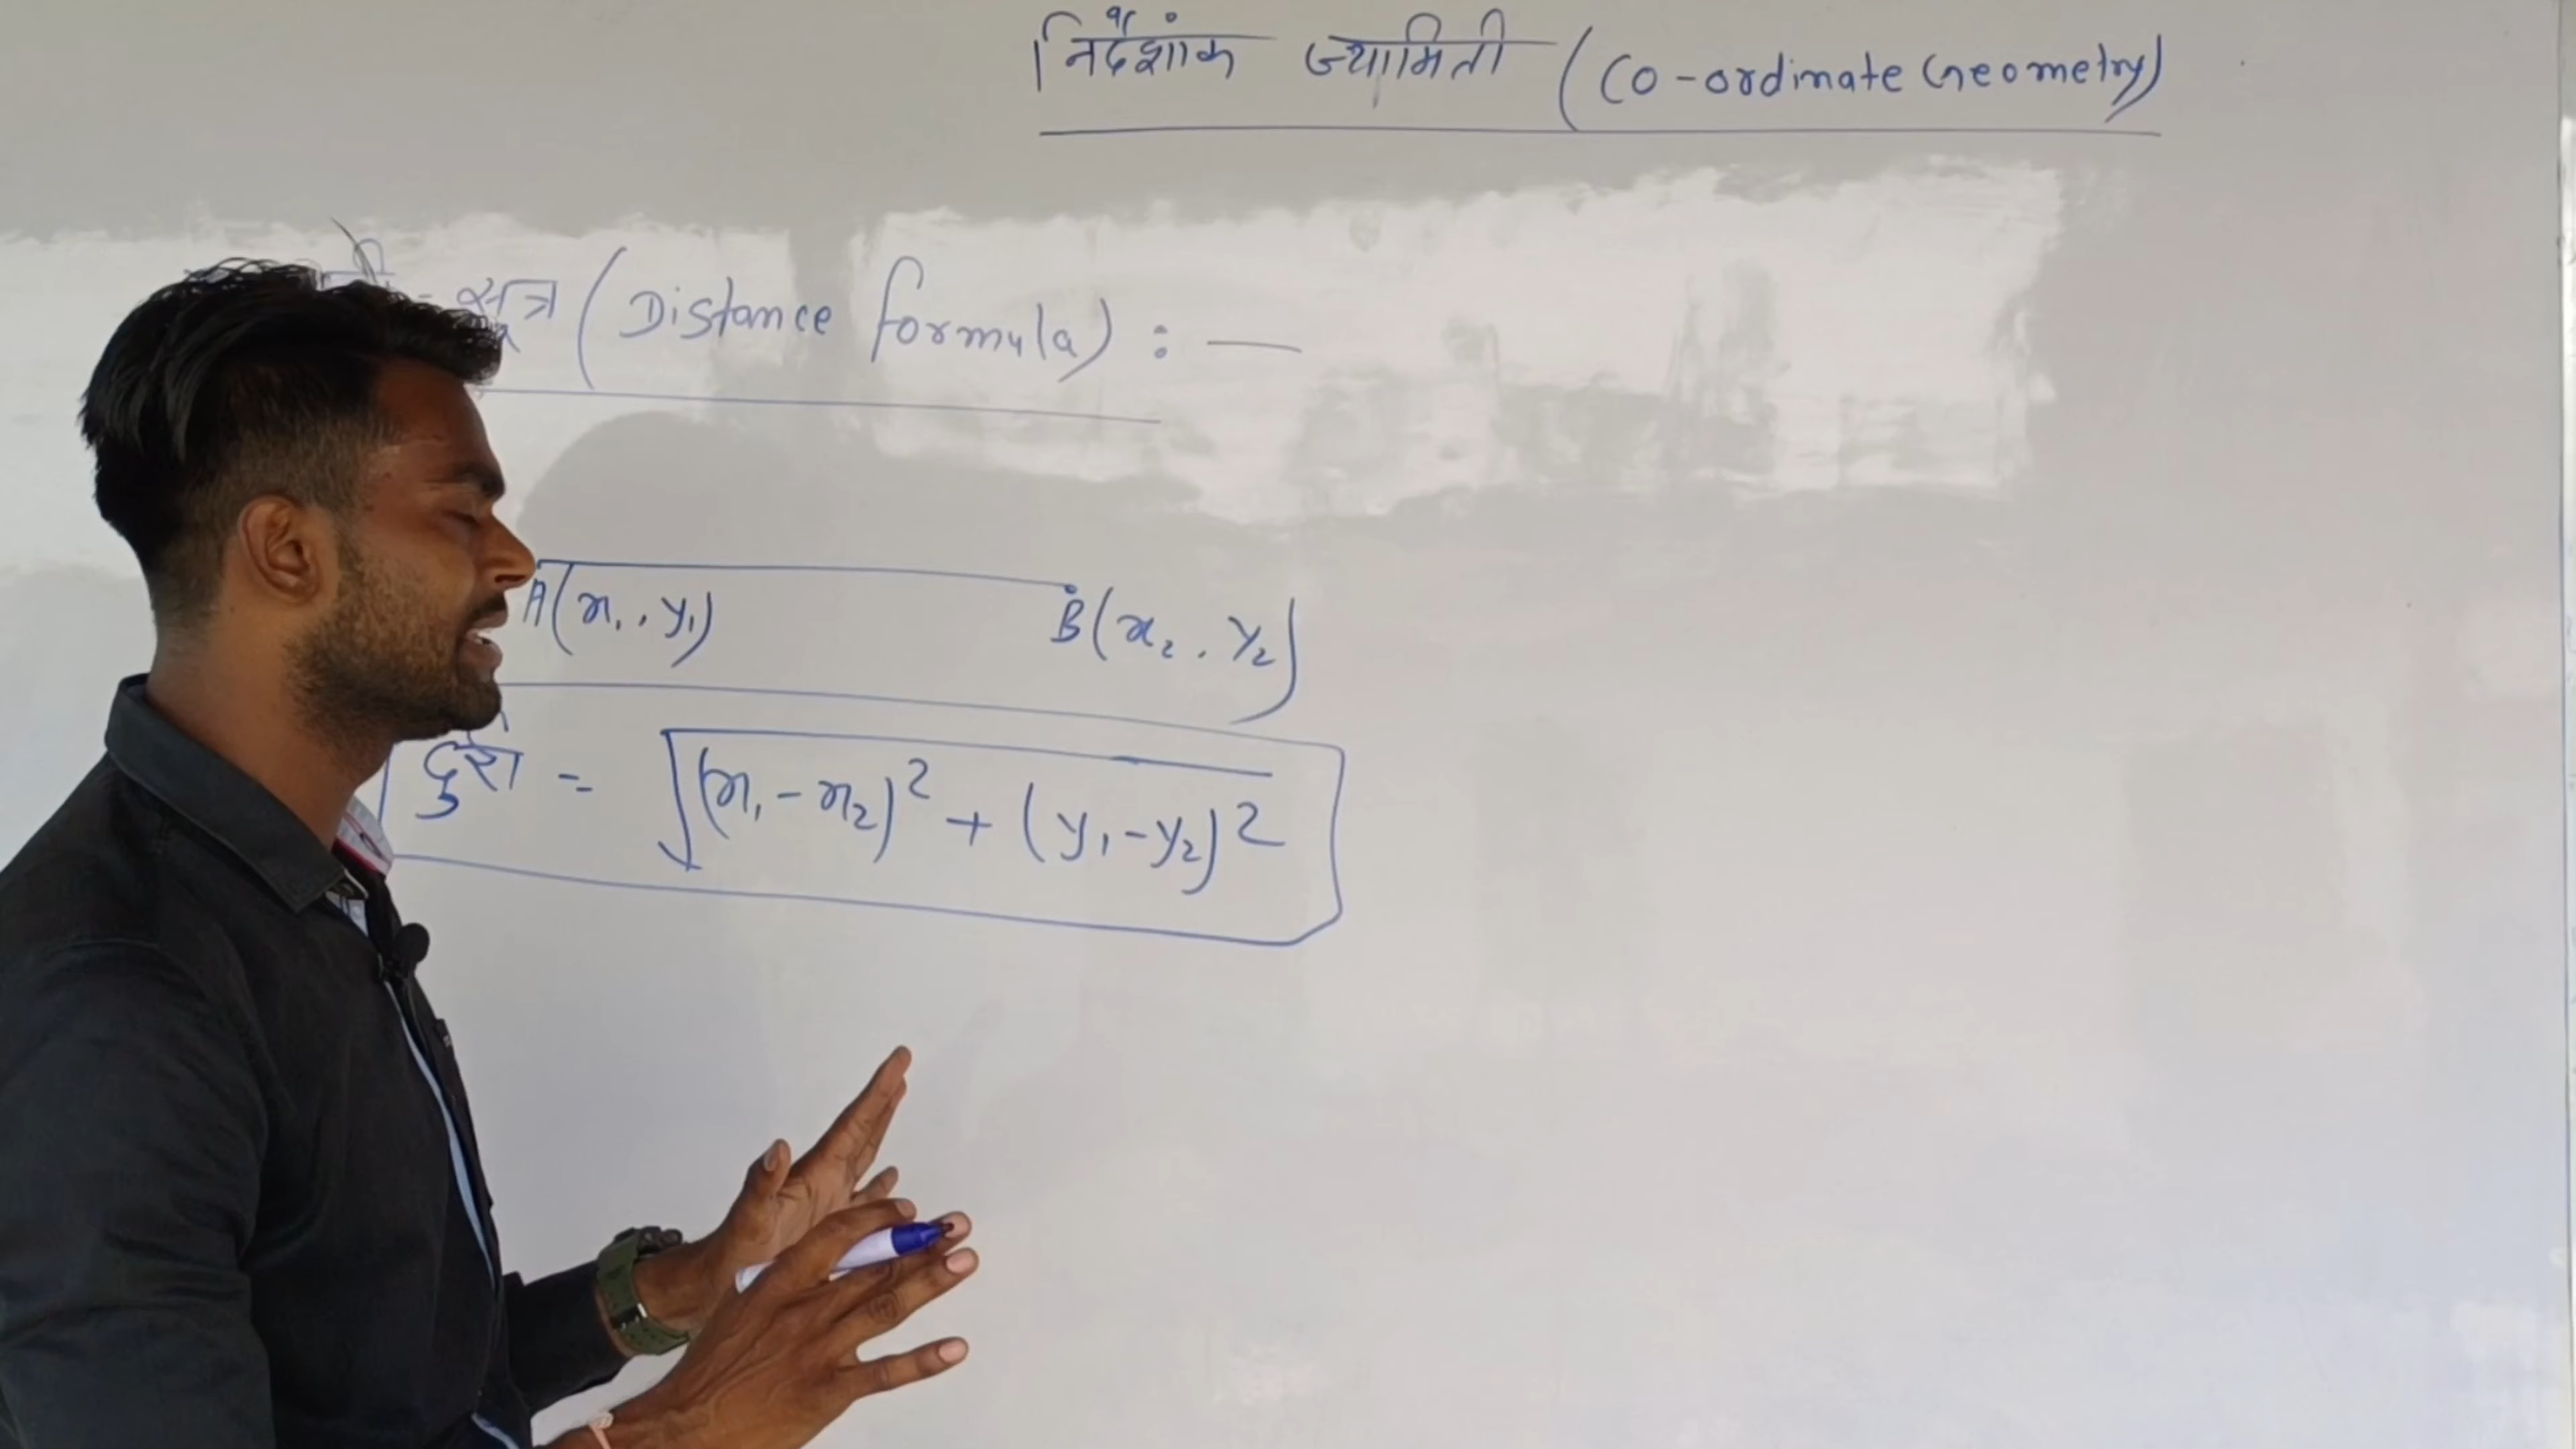 निर्देशांक ज्यामिती (Co-ordinate Geometry)
सूत्र (Distance formula) : —
A(x₁, y₁) B(x₂, y₂)
दुरी = √(x₁ - x₂)² + (y₁ - y₂)²